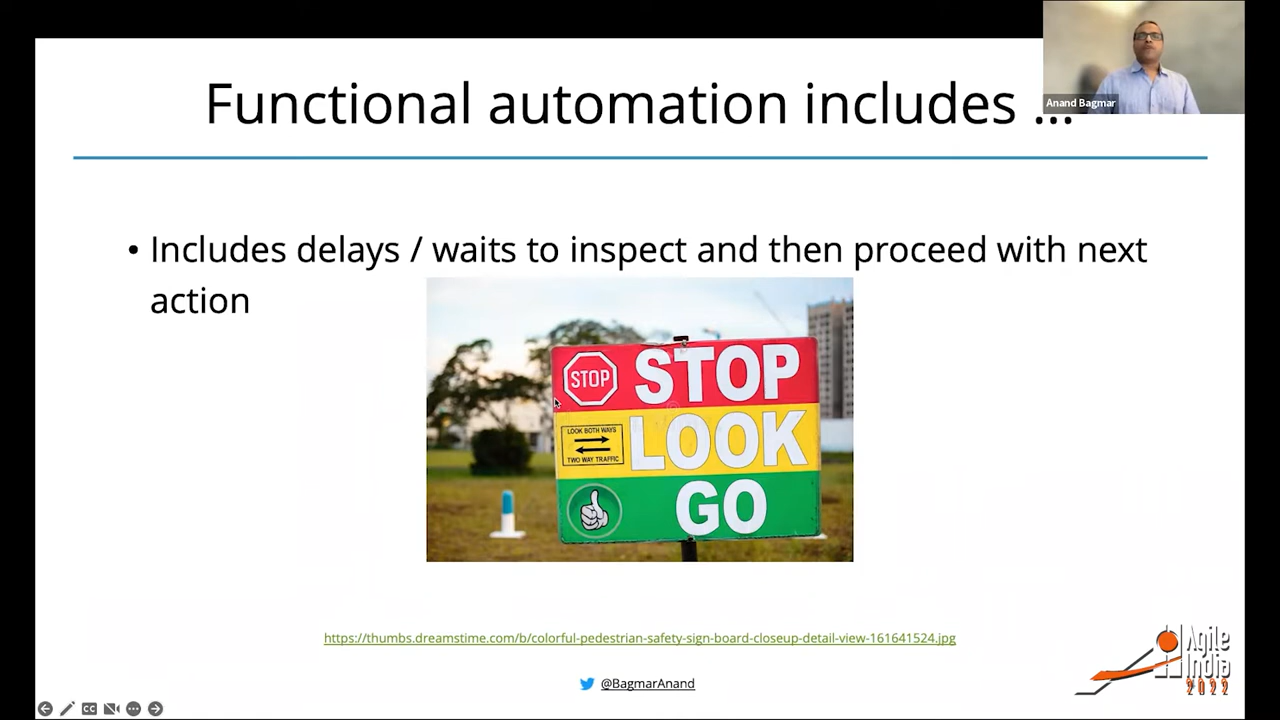 Functional automation includes ...
Anand Bagmar
• Includes delays / waits to inspect and then proceed with next
action
STOP
STOP
LOOK BOTH WAYS
TWO WAY TRAFFIC
LOOK
GO
https://thumbs.dreamstime.com/b/colorful-pedestrian-safety-sign-board-closeup-detail-view-161641524.jpg
@BagmarAnand
Agile
India
2022
CC